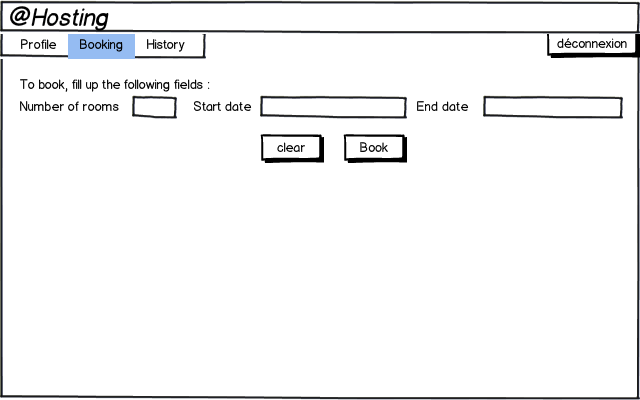 @Hosting
Profile Booking History déconnexion
To book, fill up the following fields :
Number of rooms Start date End date
clear Book